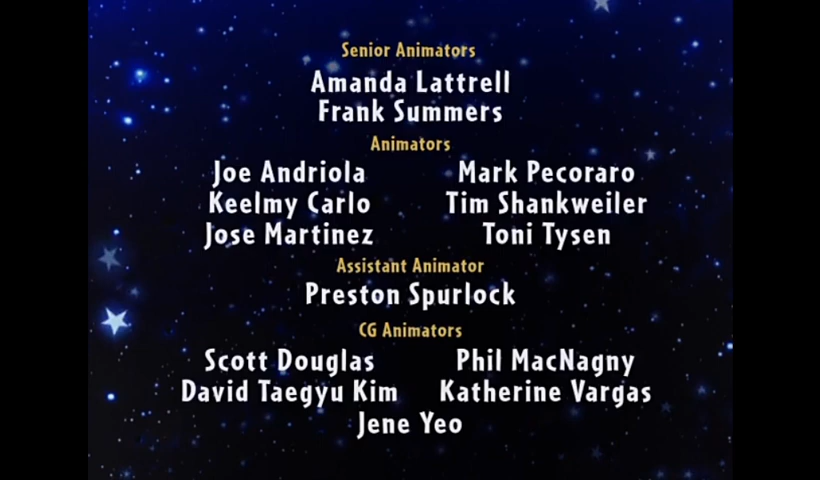 Senior Animators
Amanda Lattrell
Frank Summers
Animators
Joe Andriola Mark Pecoraro
Keelmy Carlo Tim Shankweiler
Jose Martinez Toni Tysen
Assistant Animator
Preston Spurlock
CG Animators
Scott Douglas Phil MacNagny
David Taegyu Kim Katherine Vargas
Jene Yeo